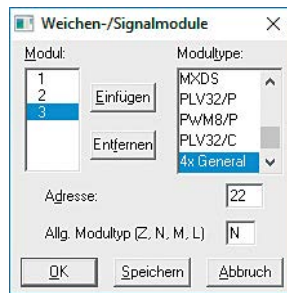 Weichen-/Signalmodule
Modul:
Modultype:
1
2
3
Einfügen
Entfernen
MXDS
PLV32/P
PWM8/P
PLV32/C
4x General
Adresse:
22
Allg. Modultyp (Z, N, M, L)
N
OK
Speichern
Abbruch